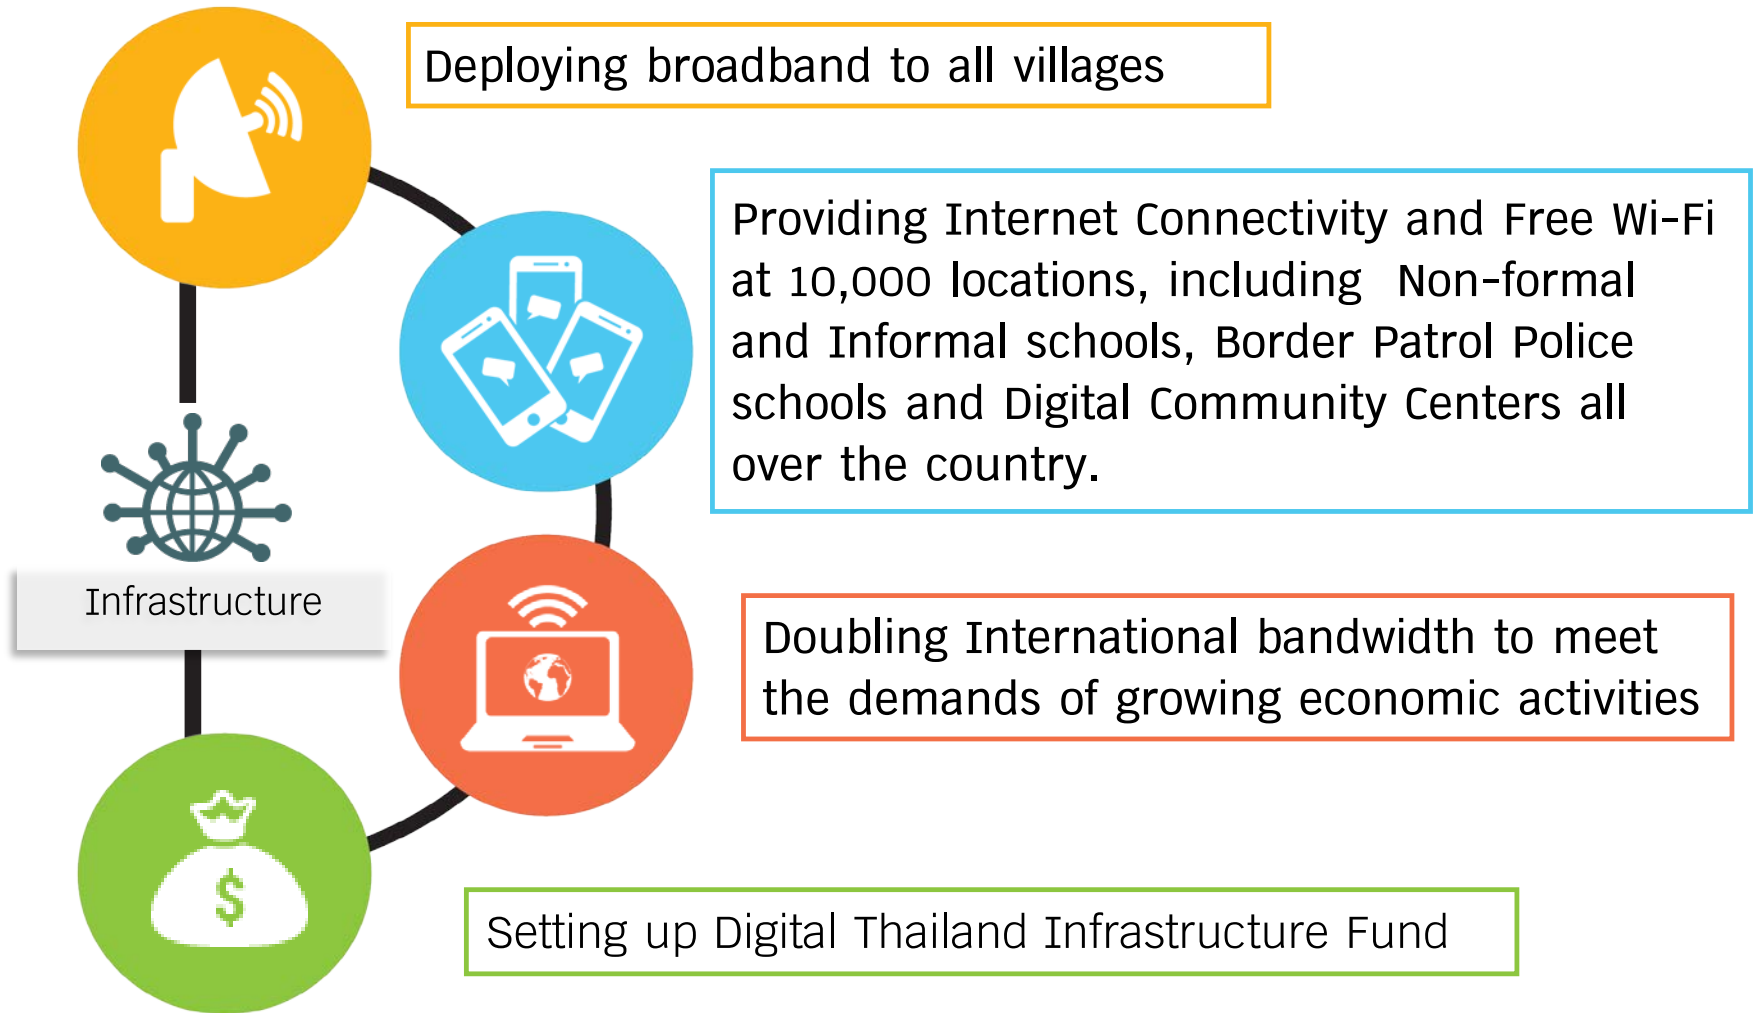 Deploying broadband to all villages
Providing Internet Connectivity and Free Wi-Fi
at 10,000 locations, including Non-formal
and Informal schools, Border Patrol Police
schools and Digital Community Centers all
over the country.
Infrastructure
Doubling International bandwidth to meet
the demands of growing economic activities
$
Setting up Digital Thailand Infrastructure Fund